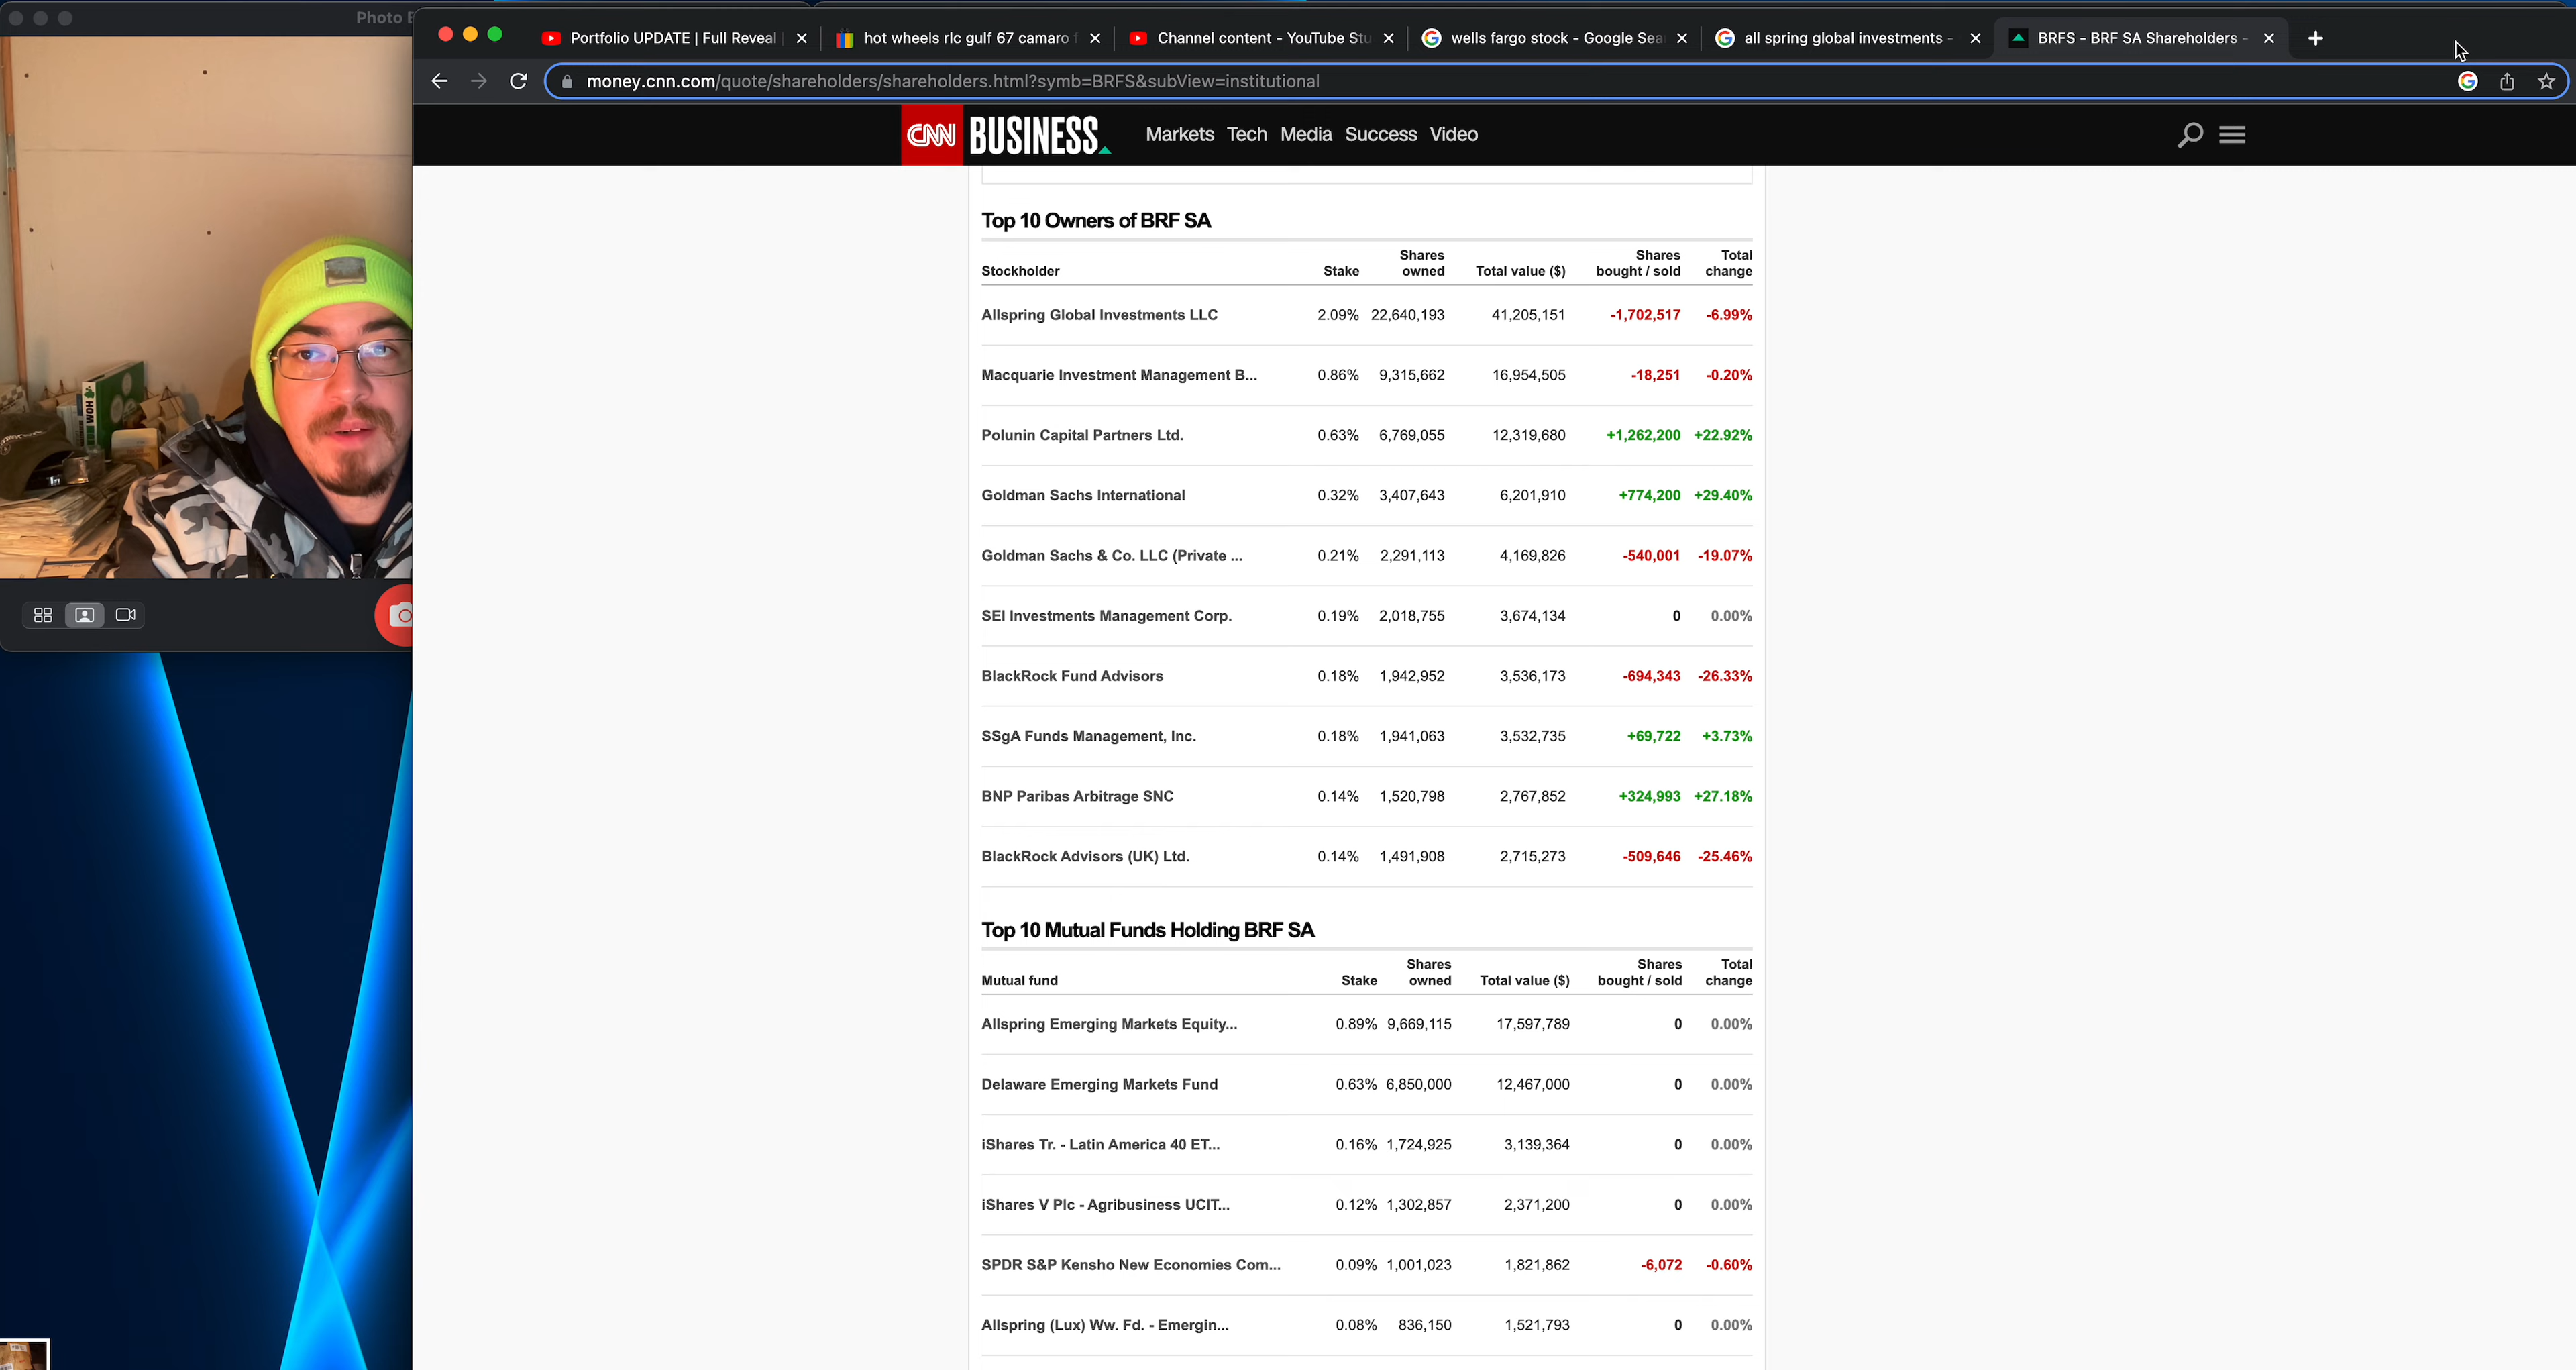 Photo
Portfolio UPDATE | Full Reveal
hot wheels rlc gulf 67 camaro
Channel content - YouTube Stu
wells fargo stock - Google Sea
all spring global investments -
BRFS - BRF SA Shareholders -
money.cnn.com/quote/shareholders/shareholders.html?symb=BRFS&subView=institutional
CNN BUSINESS Markets Tech Media Success Video
Top 10 Owners of BRF SA
Stockholder Stake Shares owned Total value ($) Shares bought / sold Total change
Allspring Global Investments LLC 2.09% 22,640,193 41,205,151 -1,702,517 -6.99%
Macquarie Investment Management B... 0.86% 9,315,662 16,954,505 -18,251 -0.20%
Polunin Capital Partners Ltd. 0.63% 6,769,055 12,319,680 +1,262,200 +22.92%
Goldman Sachs International 0.32% 3,407,643 6,201,910 +774,200 +29.40%
Goldman Sachs & Co. LLC (Private ... 0.21% 2,291,113 4,169,826 -540,001 -19.07%
SEI Investments Management Corp. 0.19% 2,018,755 3,674,134 0 0.00%
BlackRock Fund Advisors 0.18% 1,942,952 3,536,173 -694,343 -26.33%
SSgA Funds Management, Inc. 0.18% 1,941,063 3,532,735 +69,722 +3.73%
BNP Paribas Arbitrage SNC 0.14% 1,520,798 2,767,852 +324,993 +27.18%
BlackRock Advisors (UK) Ltd. 0.14% 1,491,908 2,715,273 -509,646 -25.46%
Top 10 Mutual Funds Holding BRF SA
Mutual fund Stake Shares owned Total value ($) Shares bought / sold Total change
Allspring Emerging Markets Equity... 0.89% 9,669,115 17,597,789 0 0.00%
Delaware Emerging Markets Fund 0.63% 6,850,000 12,467,000 0 0.00%
iShares Tr. - Latin America 40 ET... 0.16% 1,724,925 3,139,364 0 0.00%
iShares V Plc - Agribusiness UCIT... 0.12% 1,302,857 2,371,200 0 0.00%
SPDR S&P Kensho New Economies Com... 0.09% 1,001,023 1,821,862 -6,072 -0.60%
Allspring (Lux) Ww. Fd. - Emergin... 0.08% 836,150 1,521,793 0 0.00%